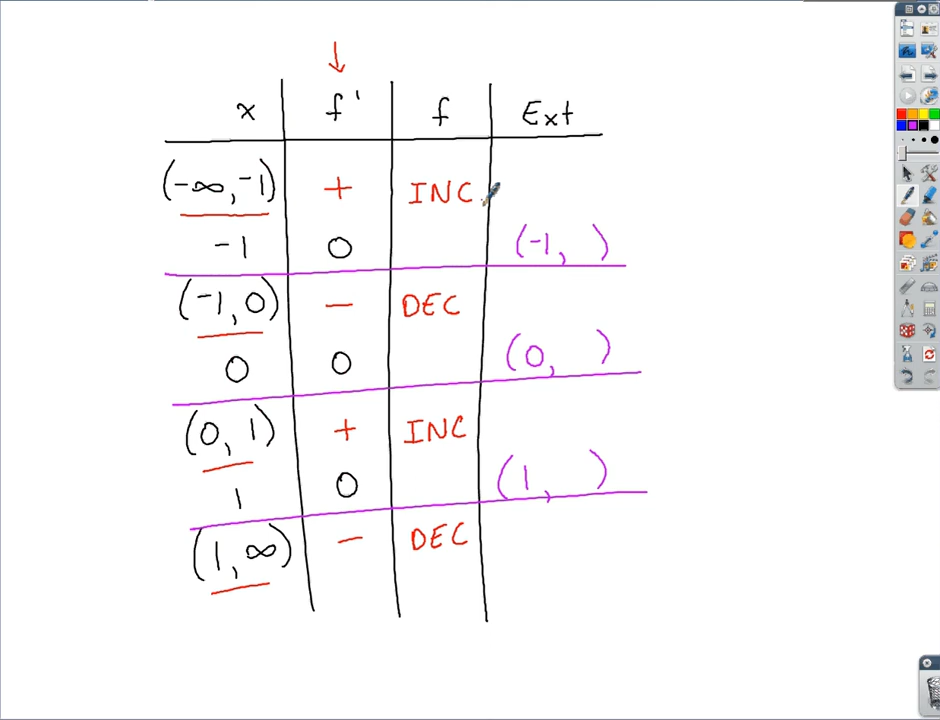 x f' f Ext
(-∞, -1) + INC
-1 0 (-1, )
(-1, 0) - DEC
0 0 (0, )
(0, 1) + INC
1 0 (1, )
(1, ∞) - DEC